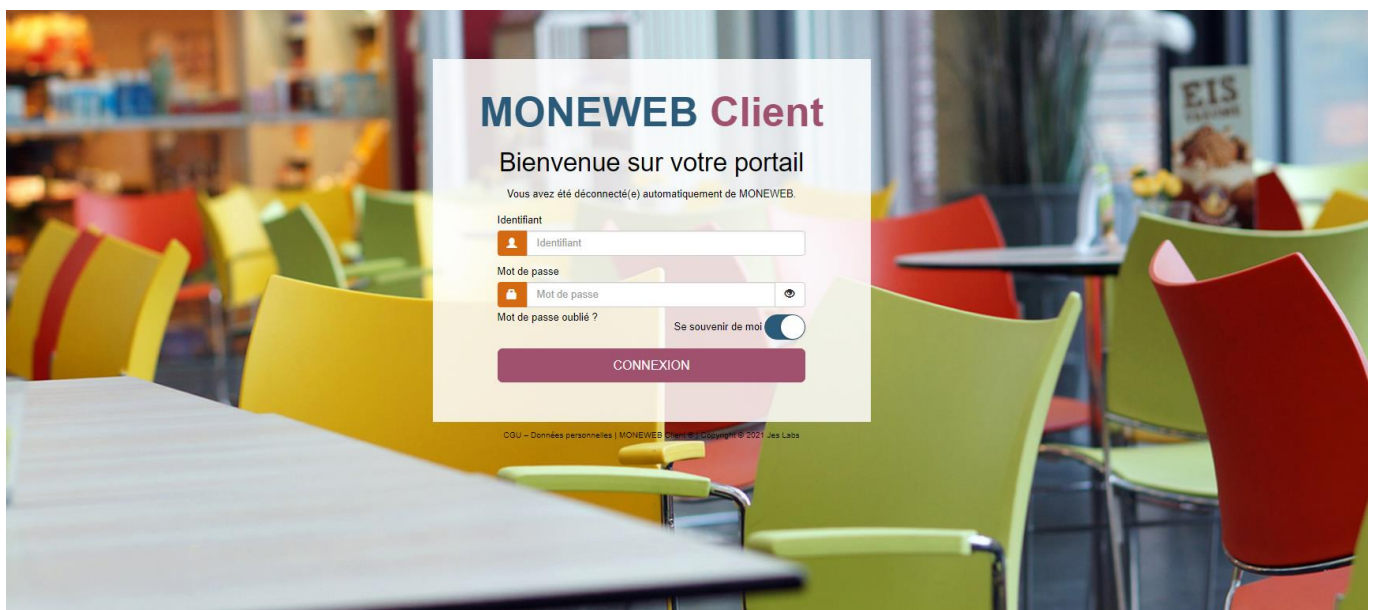 MONEWEB Client
Bienvenue sur votre portail
Vous avez été déconnecté(e) automatiquement de MONEWEB.
Identifiant
Identifiant
Mot de passe
Mot de passe
Mot de passe oublié ?
Se souvenir de moi
CONNEXION
CGU – Données personnelles | MONEWEB Client ® | Copyright © 2021 Jes Labs
EIS